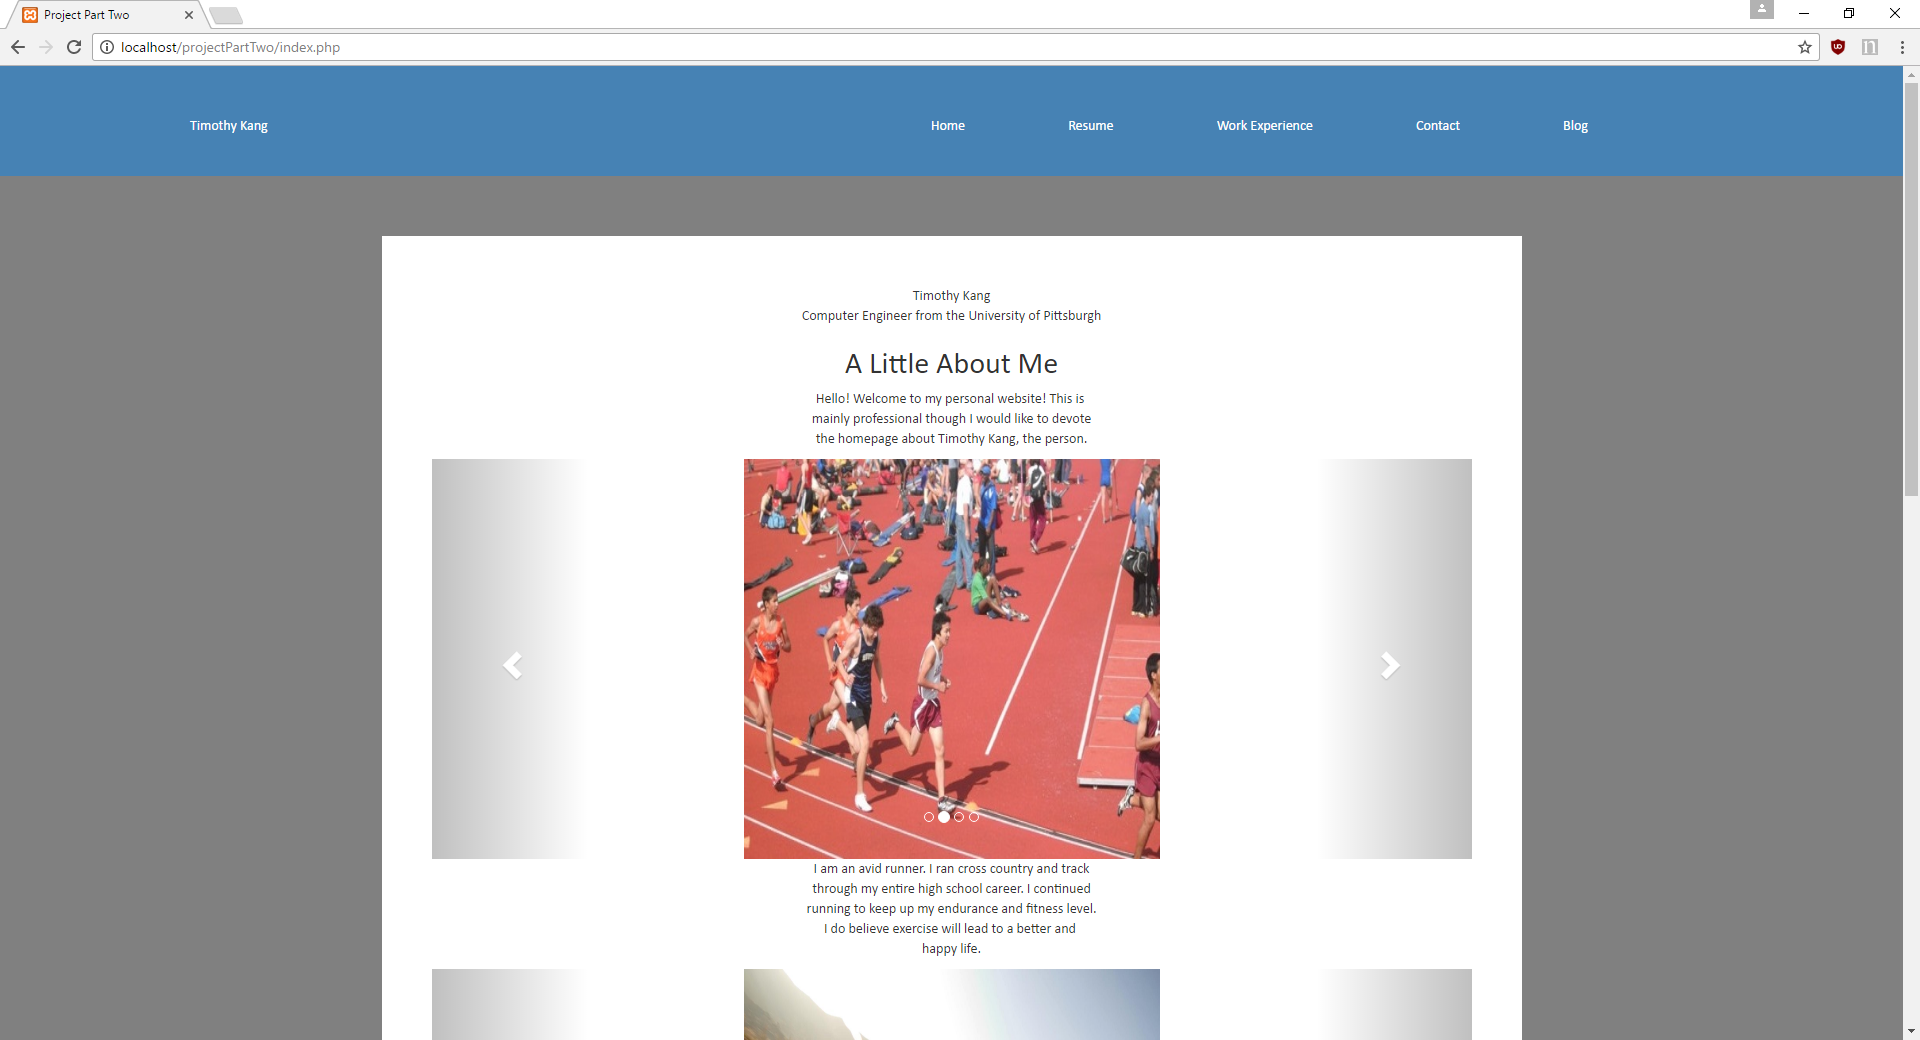 Project Part Two
localhost/projectPartTwo/index.php
Timothy Kang
Home
Resume
Work Experience
Contact
Blog
Timothy Kang
Computer Engineer from the University of Pittsburgh
A Little About Me
Hello! Welcome to my personal website! This is
mainly professional though I would like to devote
the homepage about Timothy Kang, the person.
I am an avid runner. I ran cross country and track
through my entire high school career. I continued
running to keep up my endurance and fitness level.
I do believe exercise will lead to a better and
happy life.